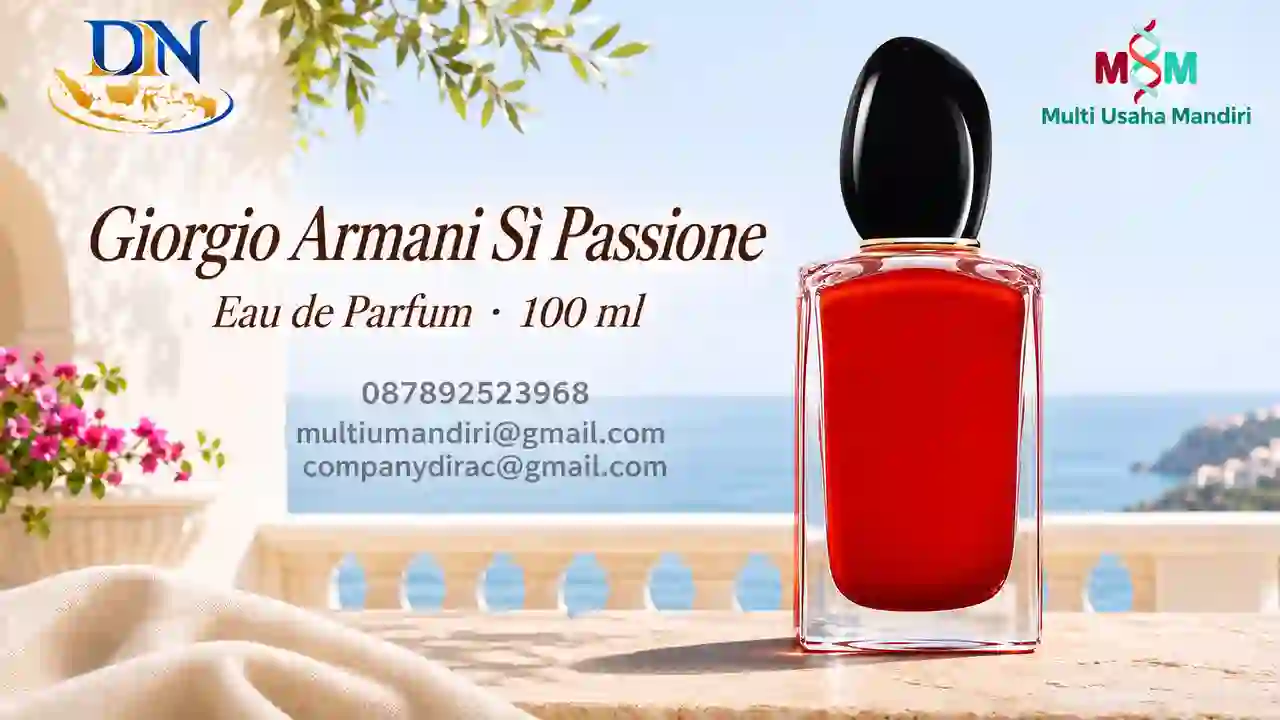 DN
MSM
Multi Usaha Mandiri
Giorgio Armani Sì Passione
Eau de Parfum · 100 ml
087892523968
multiumandiri@gmail.com
companydirac@gmail.com